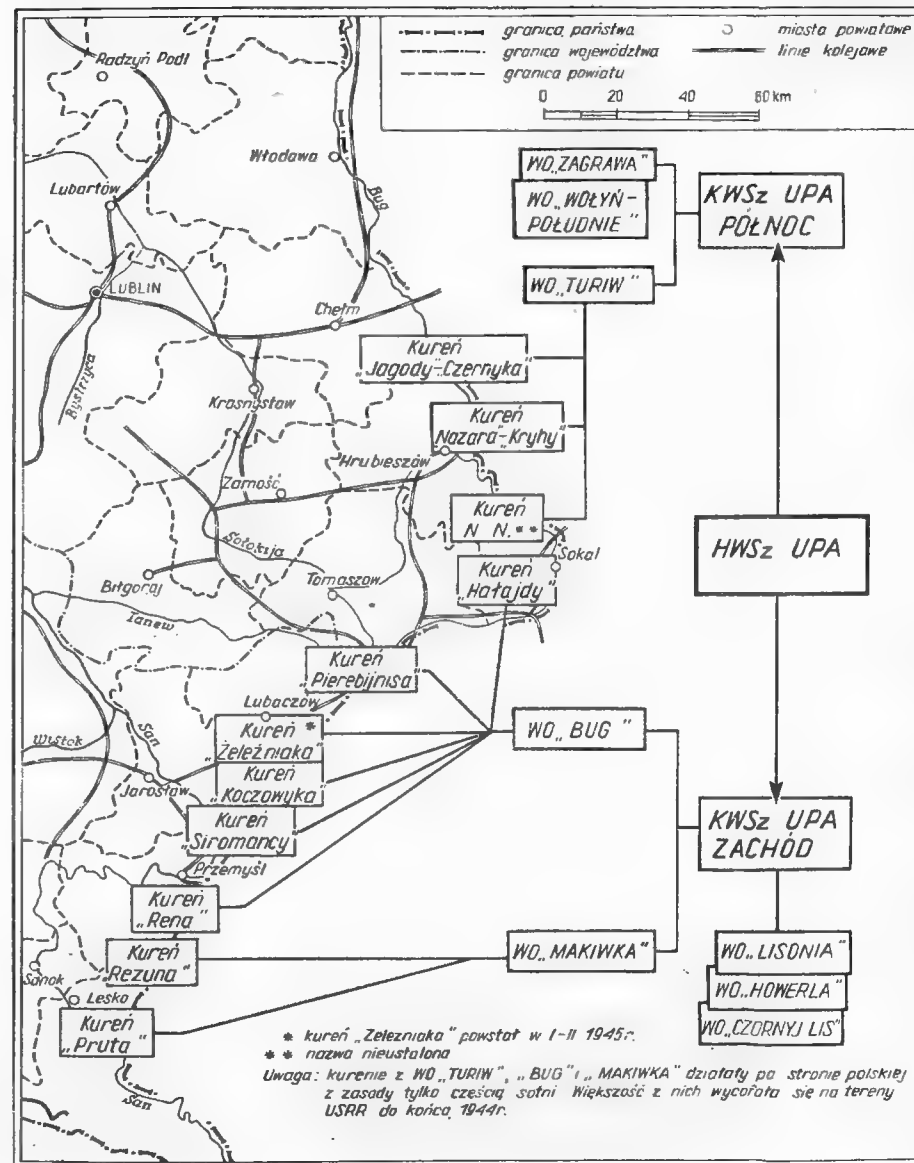 granica państwa
granica województwa
granica powiatu
miasta powiatowe
linie kolejowe
0 20 40 60 km
Radzyń Podl
Włodawa
Bug
Lubartów
LUBLIN
Chełm
Bystrzyca
Krasnystaw
Hrubieszów
Zamość
Sołokija
Sokal
Biłgoraj
Tomaszów
Tanew
Lubaczów
San
Wisłok
Jarosław
Przemyśl
Sanok
Lesko
San
WO „ZAGRAWA"
WO „WOŁYŃ-
POŁUDNIE"
KWSz UPA
PÓŁNOC
WO „TURIW"
Kureń
„Jagody"-„Czernyka"
Kureń
„Nazara"-„Kryhy"
Kureń
N N. **
Kureń
„Hałajdy"
HWSz UPA
Kureń
„Pierebijnisa"
Kureń *
„Żeleźniaka"
Kureń
„Koczowyka"
Kureń
„Siromancy"
Kureń
„Rena"
Kureń
Rezuna"
Kureń
„Pruta"
WO „BUG"
KWSz UPA
ZACHÓD
WO „MAKIWKA"
WO „LISONIA"
WO „HOWERLA"
WO „CZORNYJ LIS"
* kureń „Zelezniaka" powstał w I-II 1945r.
** nazwa nieustalona
Uwaga: kurenie z WO „TURIW", „BUG" i „MAKIWKA" działały po stronie polskiej
z zasady tylko częścią sotni Większość z nich wycofała się na tereny
USRR do końca 1944r.